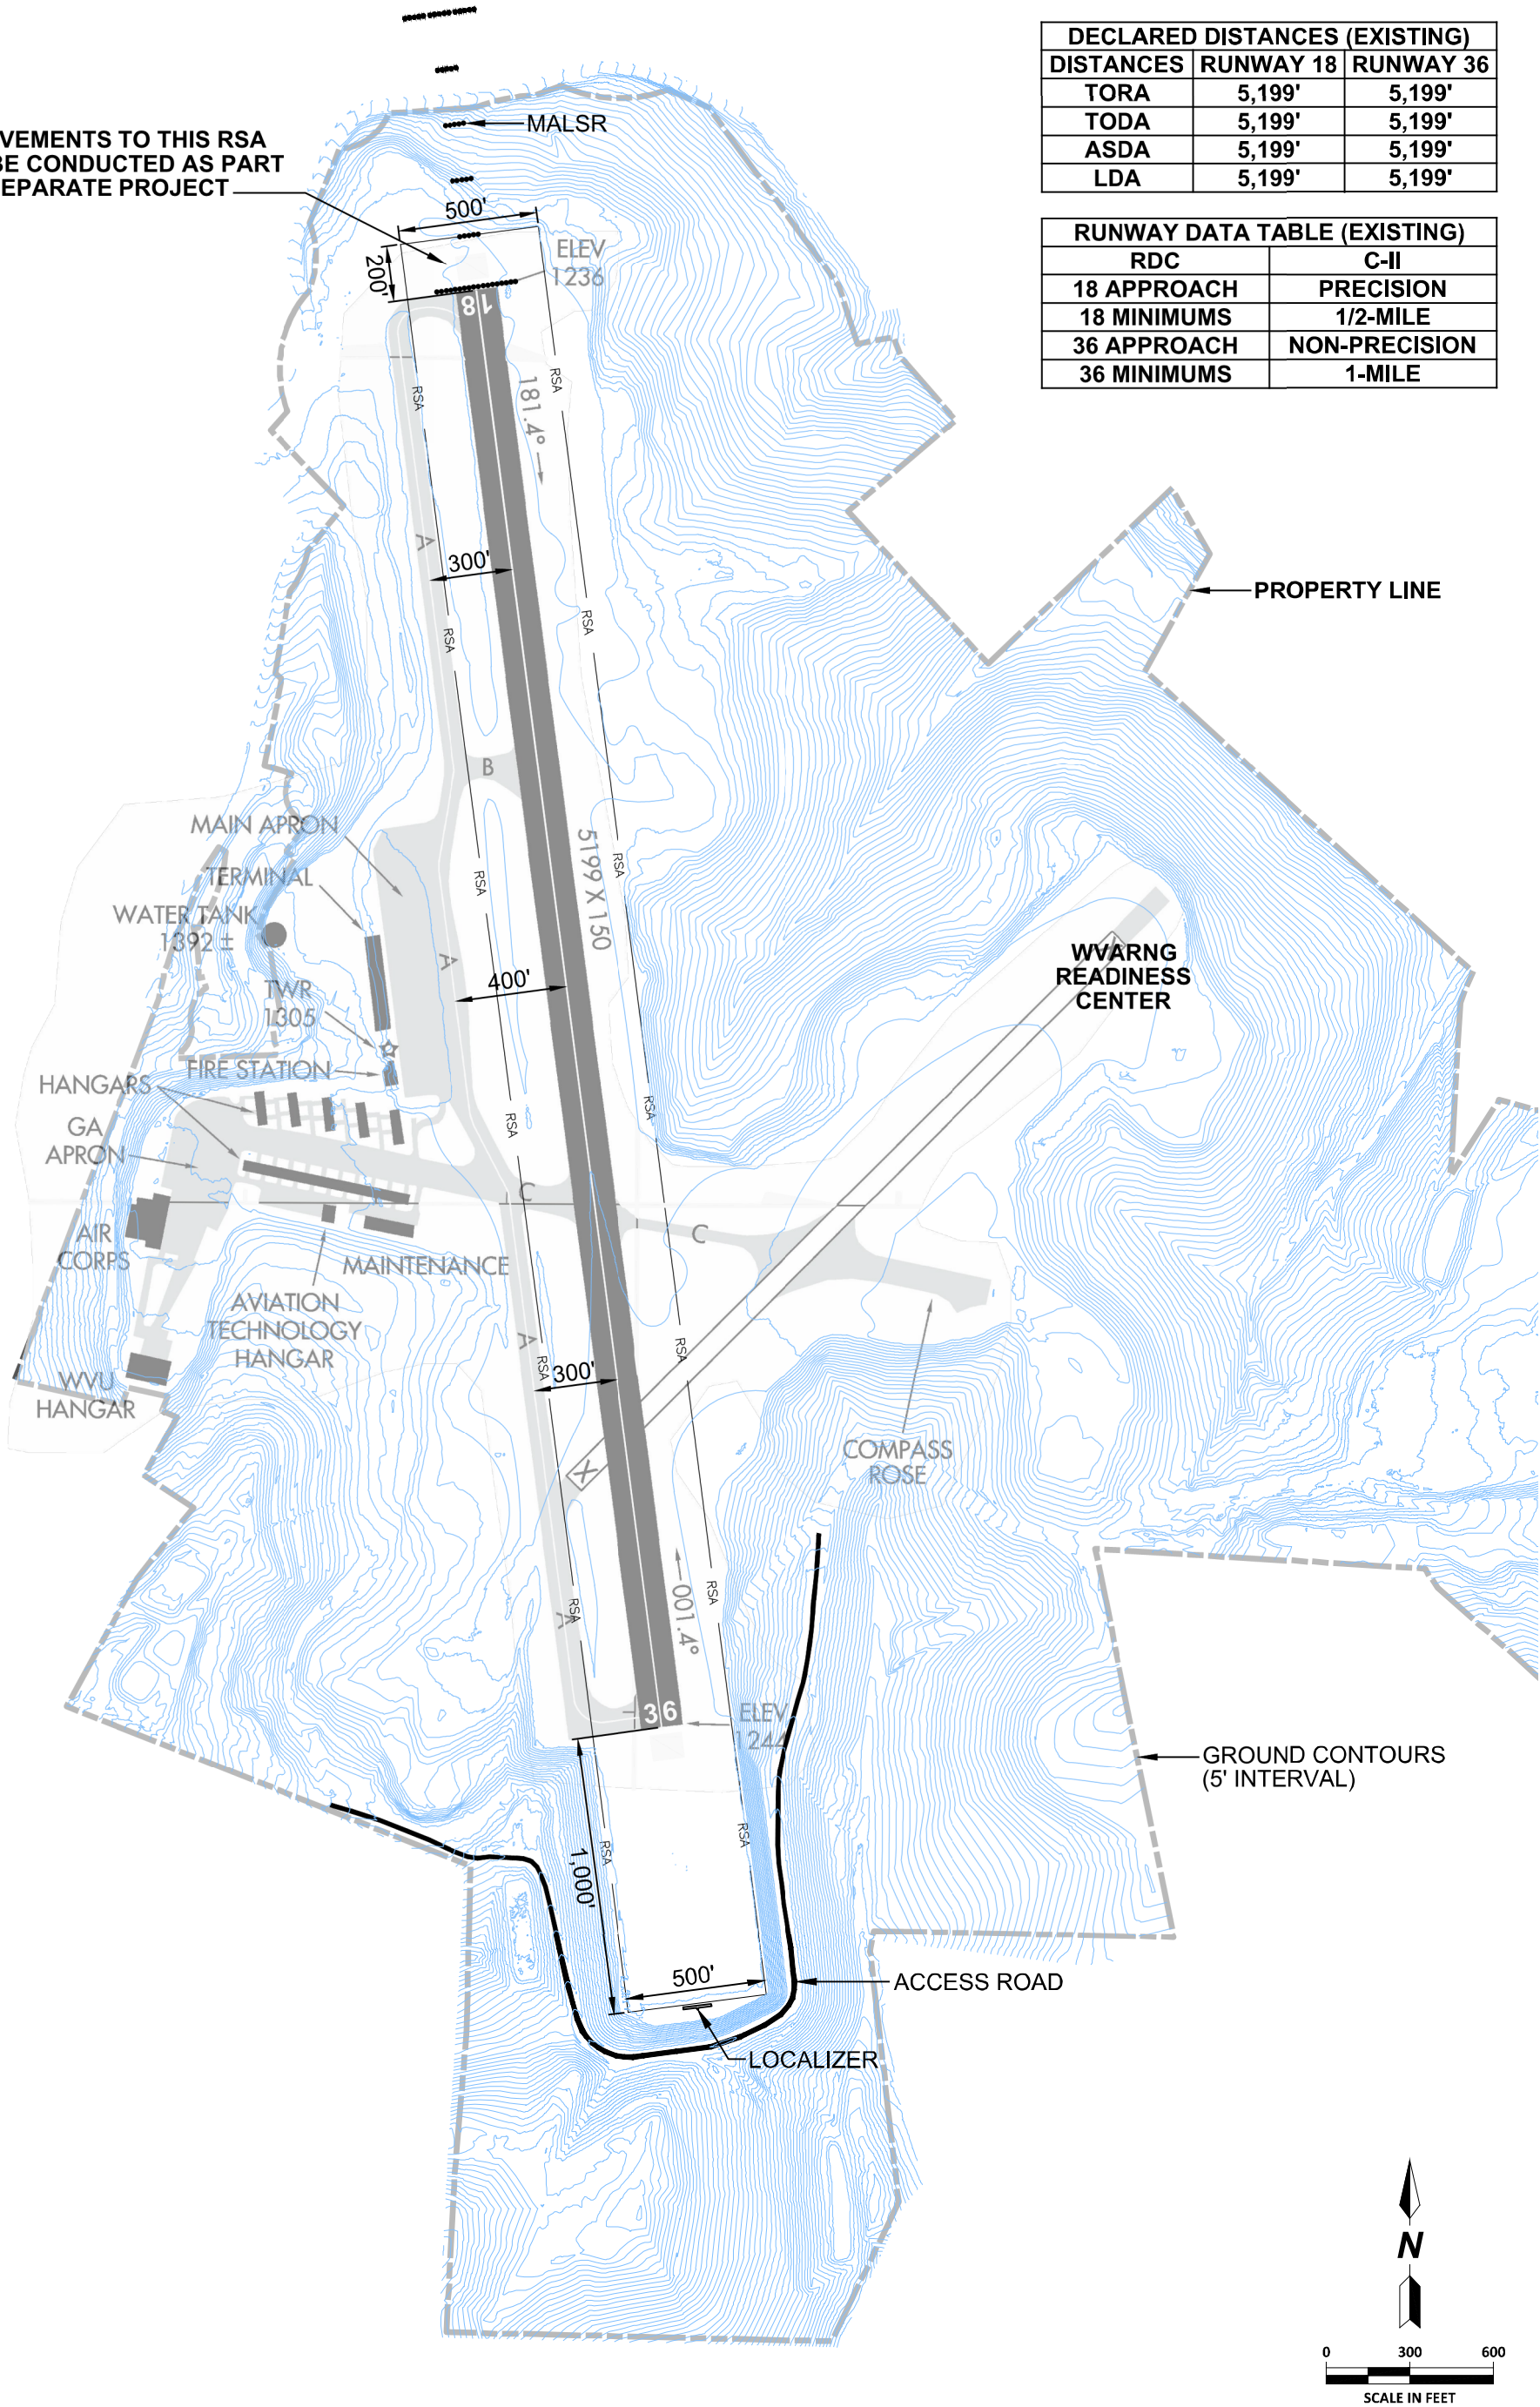 DECLARED DISTANCES (EXISTING)
DISTANCES RUNWAY 18 RUNWAY 36
TORA 5,199' 5,199'
TODA 5,199' 5,199'
ASDA 5,199' 5,199'
LDA 5,199' 5,199'
RUNWAY DATA TABLE (EXISTING)
RDC C-II
18 APPROACH PRECISION
18 MINIMUMS 1/2-MILE
36 APPROACH NON-PRECISION
36 MINIMUMS 1-MILE
VEMENTS TO THIS RSA
BE CONDUCTED AS PART
EPARATE PROJECT
MALSR
500'
200'
ELEV
1236
18
RSA
RSA
181.4°
A
300'
RSA
RSA
PROPERTY LINE
B
MAIN APRON
TERMINAL
WATER TANK
1392 ±
RSA
RSA
5199 X 150
A
400'
WVARNG
READINESS
CENTER
TWR
1305
FIRE STATION
HANGARS
GA
APRON
RSA
RSA
C
C
AIR
CORPS
MAINTENANCE
AVIATION
TECHNOLOGY
HANGAR
WVU
HANGAR
A
RSA
300'
RSA
X
COMPASS
ROSE
RSA
RSA
A
001.4°
36
ELEV
1244
GROUND CONTOURS
(5' INTERVAL)
RSA
RSA
1,000'
500'
ACCESS ROAD
LOCALIZER
N
0 300 600
SCALE IN FEET